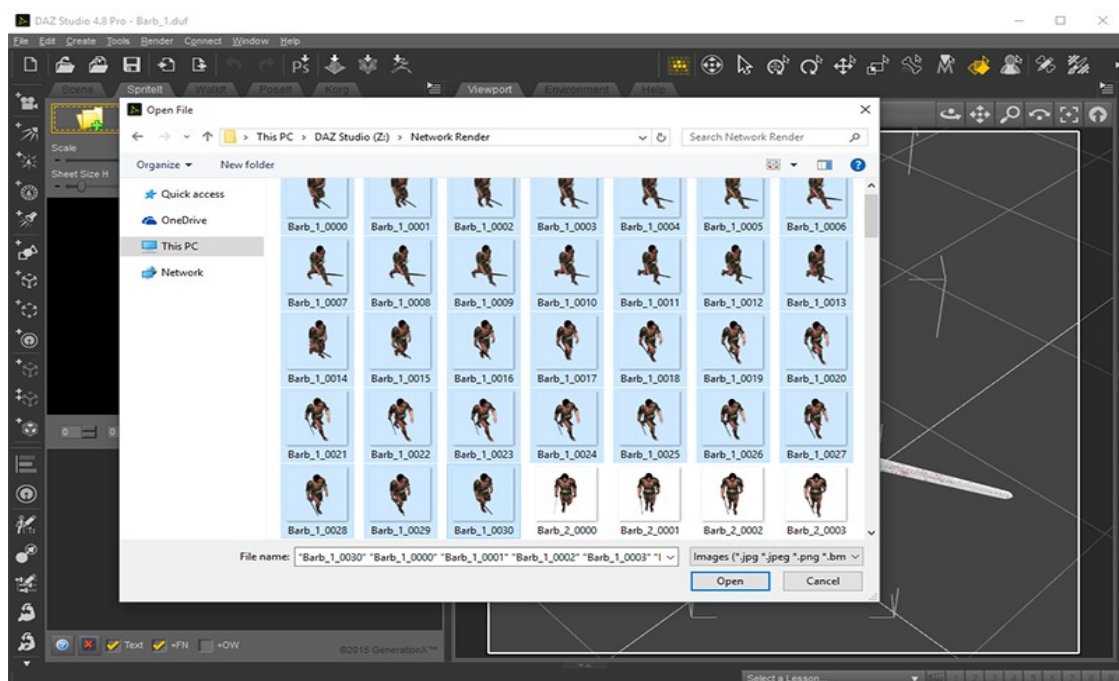 DAZ Studio 4.8 Pro - Barb_1.duf
File Edit Create Tools Render Connect Window Help
Ps
Scene SpriteIt WalkIt PoseIt Korg Viewport Environment Help
Open File
This PC > DAZ Studio (Z:) > Network Render
Search Network Render
Organize New folder
Scale
Sheet Size H
Quick access
OneDrive
This PC
Network
Barb_1_0000 Barb_1_0001 Barb_1_0002 Barb_1_0003 Barb_1_0004 Barb_1_0005 Barb_1_0006
Barb_1_0007 Barb_1_0008 Barb_1_0009 Barb_1_0010 Barb_1_0011 Barb_1_0012 Barb_1_0013
Barb_1_0014 Barb_1_0015 Barb_1_0016 Barb_1_0017 Barb_1_0018 Barb_1_0019 Barb_1_0020
Barb_1_0021 Barb_1_0022 Barb_1_0023 Barb_1_0024 Barb_1_0025 Barb_1_0026 Barb_1_0027
Barb_1_0028 Barb_1_0029 Barb_1_0030 Barb_2_0000 Barb_2_0001 Barb_2_0002 Barb_2_0003
0 0
File name: "Barb_1_0030" "Barb_1_0000" "Barb_1_0001" "Barb_1_0002" "Barb_1_0003" Images (*.jpg *.jpeg *.png *.bm
Open Cancel
Text +FN +OW ©2015 GenerationX™
Select a Lesson